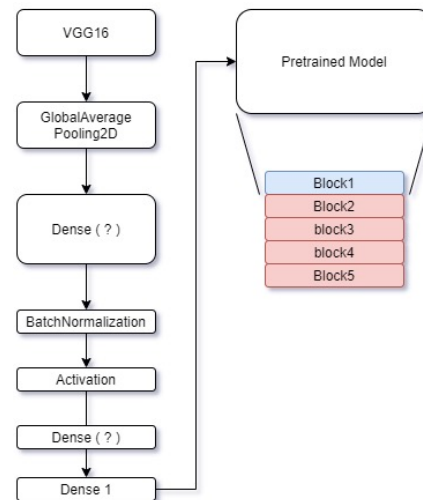 VGG16
GlobalAverage
Pooling2D
Dense ( ? )
BatchNormalization
Activation
Dense ( ? )
Dense 1
Pretrained Model
Block1
Block2
block3
block4
Block5